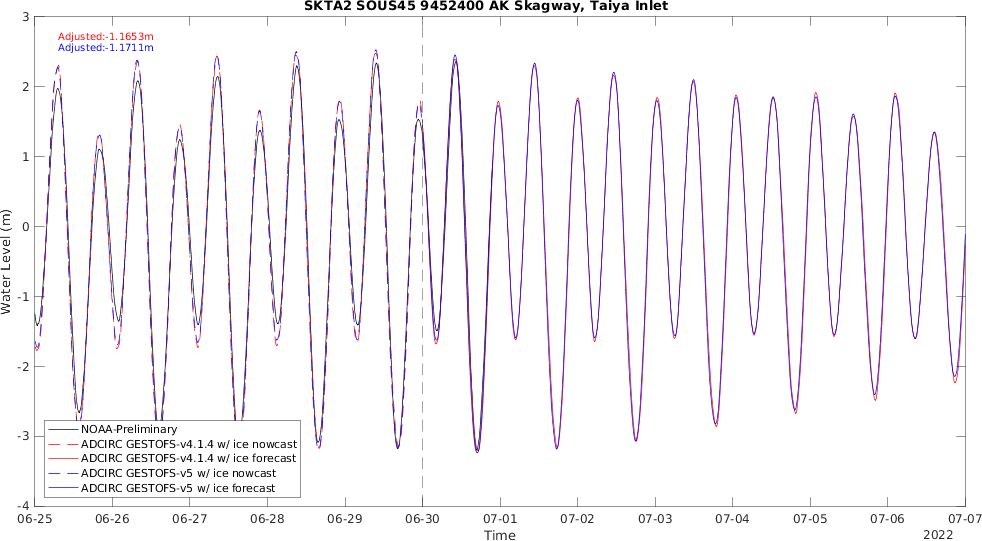 SKTA2 SOUS45 9452400 AK Skagway, Taiya Inlet
Adjusted:-1.1653m
Adjusted:-1.1711m
3
2
1
0
-1
-2
-3
-4
Water Level (m)
NOAA-Preliminary
ADCIRC GESTOFS-v4.1.4 w/ ice nowcast
ADCIRC GESTOFS-v4.1.4 w/ ice forecast
ADCIRC GESTOFS-v5 w/ ice nowcast
ADCIRC GESTOFS-v5 w/ ice forecast
06-25 06-26 06-27 06-28 06-29 06-30 07-01 07-02 07-03 07-04 07-05 07-06 07-07
Time
2022